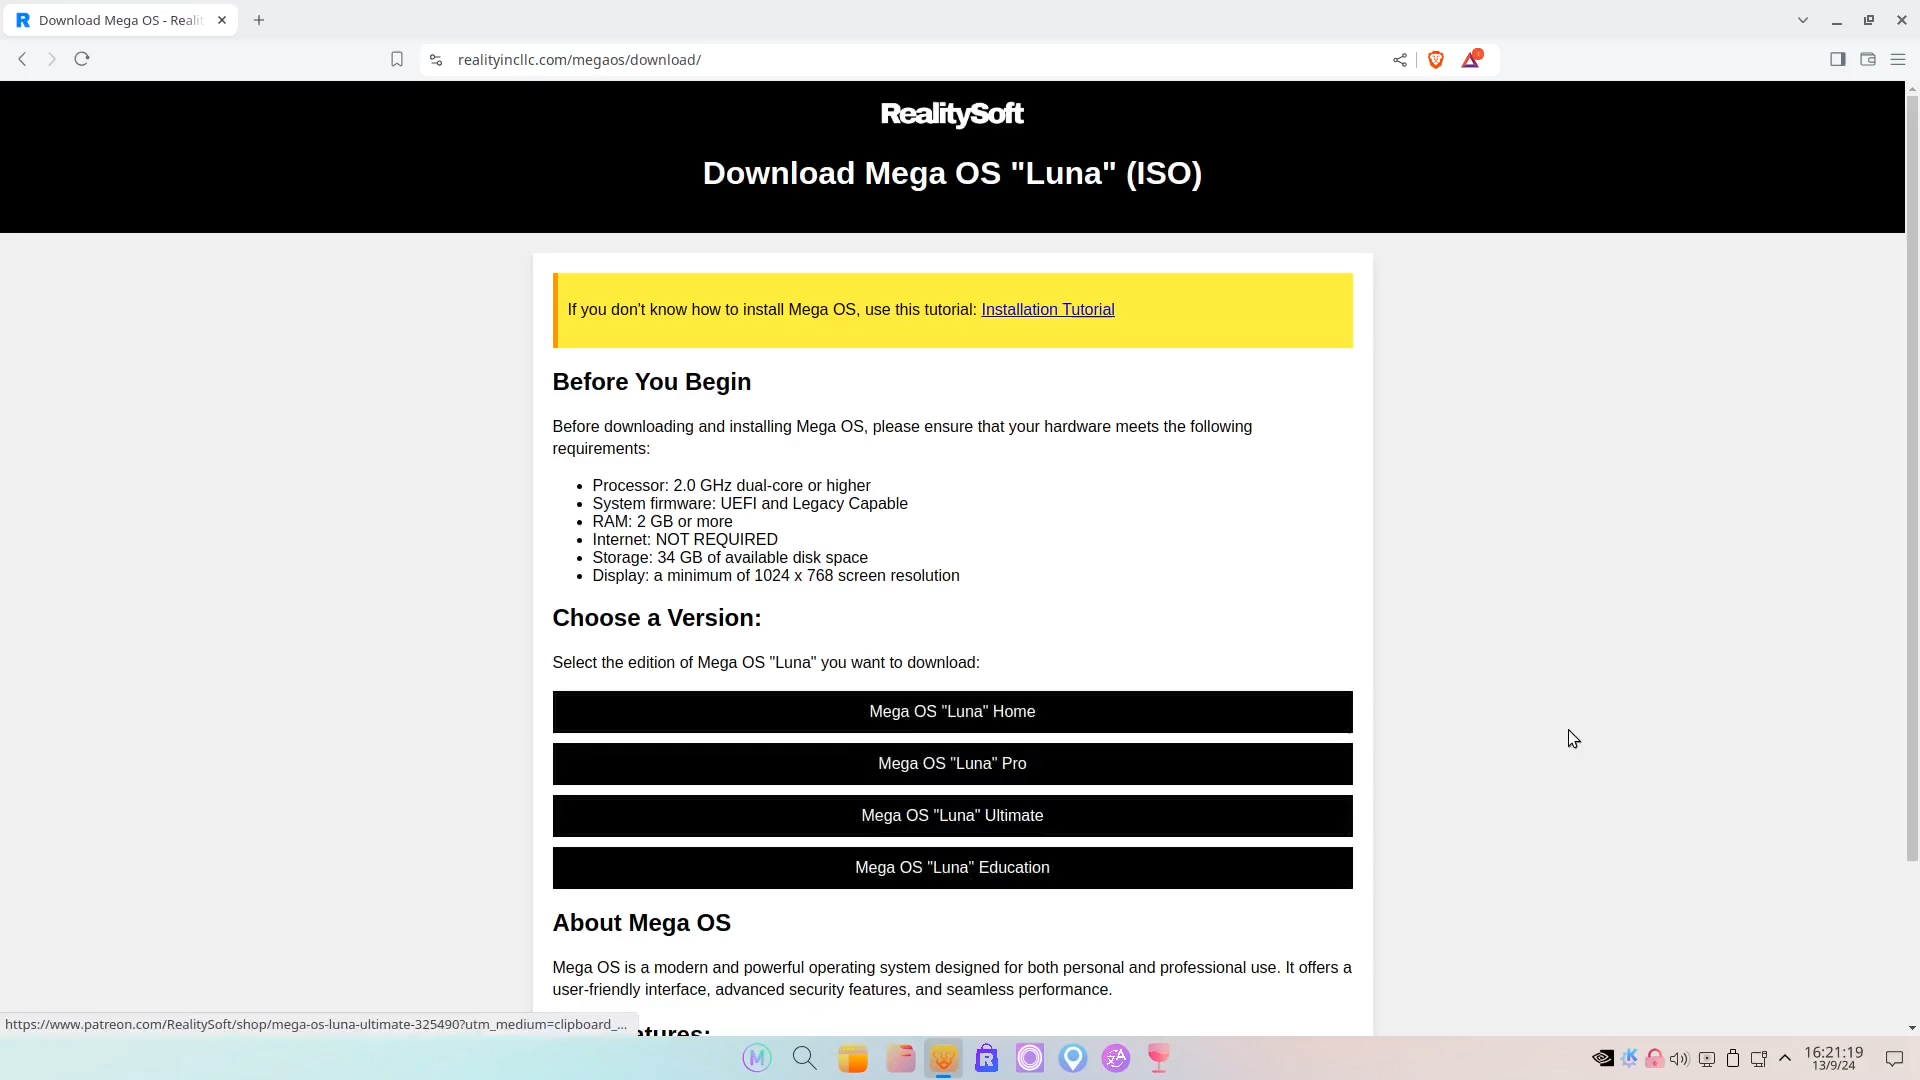 Download Mega OS - Realit
realityincllc.com/megaos/download/
RealitySoft
Download Mega OS "Luna" (ISO)
If you don't know how to install Mega OS, use this tutorial: Installation Tutorial
Before You Begin
Before downloading and installing Mega OS, please ensure that your hardware meets the following
requirements:
Processor: 2.0 GHz dual-core or higher
System firmware: UEFI and Legacy Capable
RAM: 2 GB or more
Internet: NOT REQUIRED
Storage: 34 GB of available disk space
Display: a minimum of 1024 x 768 screen resolution
Choose a Version:
Select the edition of Mega OS "Luna" you want to download:
Mega OS "Luna" Home
Mega OS "Luna" Pro
Mega OS "Luna" Ultimate
Mega OS "Luna" Education
About Mega OS
Mega OS is a modern and powerful operating system designed for both personal and professional use. It offers a
user-friendly interface, advanced security features, and seamless performance.
https://www.patreon.com/RealitySoft/shop/mega-os-luna-ultimate-325490?utm_medium=clipboard_...
atures:
16:21:19
13/9/24